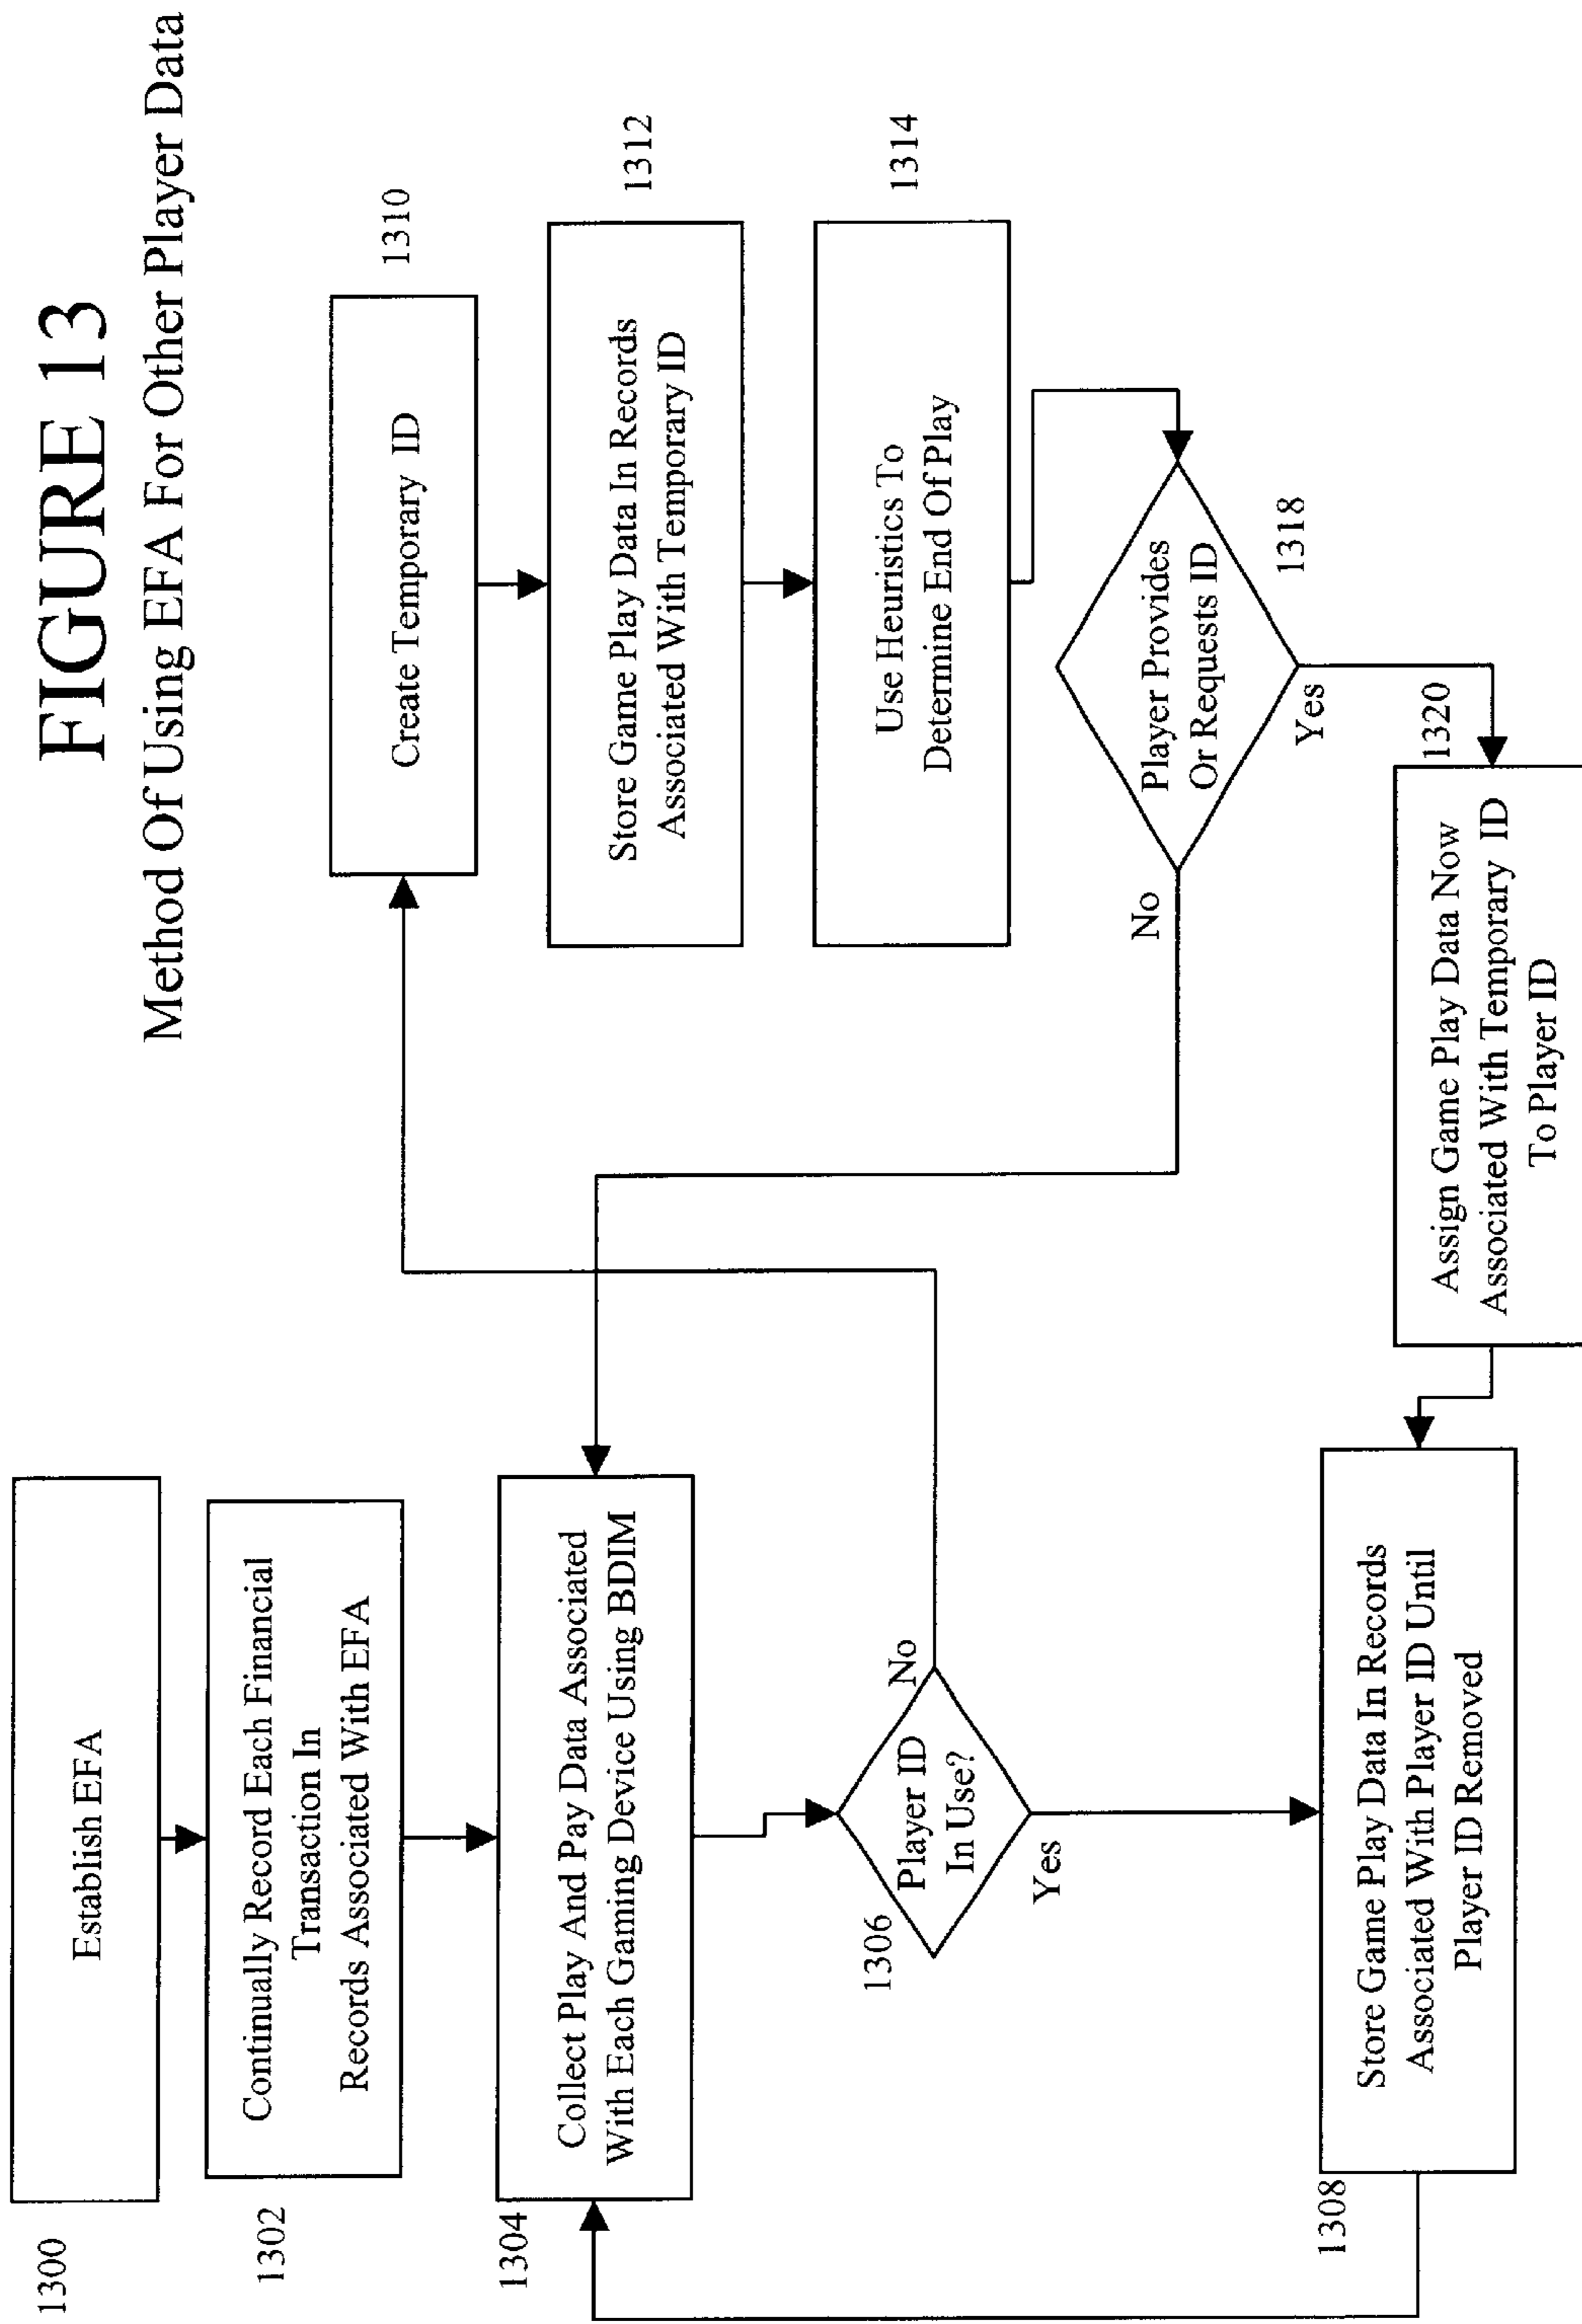 FIGURE 13
Method Of Using EFA For Other Player Data
1300
Establish EFA
1302
Continually Record Each Financial
Transaction In
Records Associated With EFA
1304
Collect Play And Pay Data Associated
With Each Gaming Device Using BDIM
1306
Player ID
In Use?
No
Yes
1308
Store Game Play Data In Records
Associated With Player ID Until
Player ID Removed
1310
Create Temporary ID
1312
Store Game Play Data In Records
Associated With Temporary ID
1314
Use Heuristics To
Determine End Of Play
1318
Player Provides
Or Requests ID
No
Yes
1320
Assign Game Play Data Now
Associated With Temporary ID
To Player ID